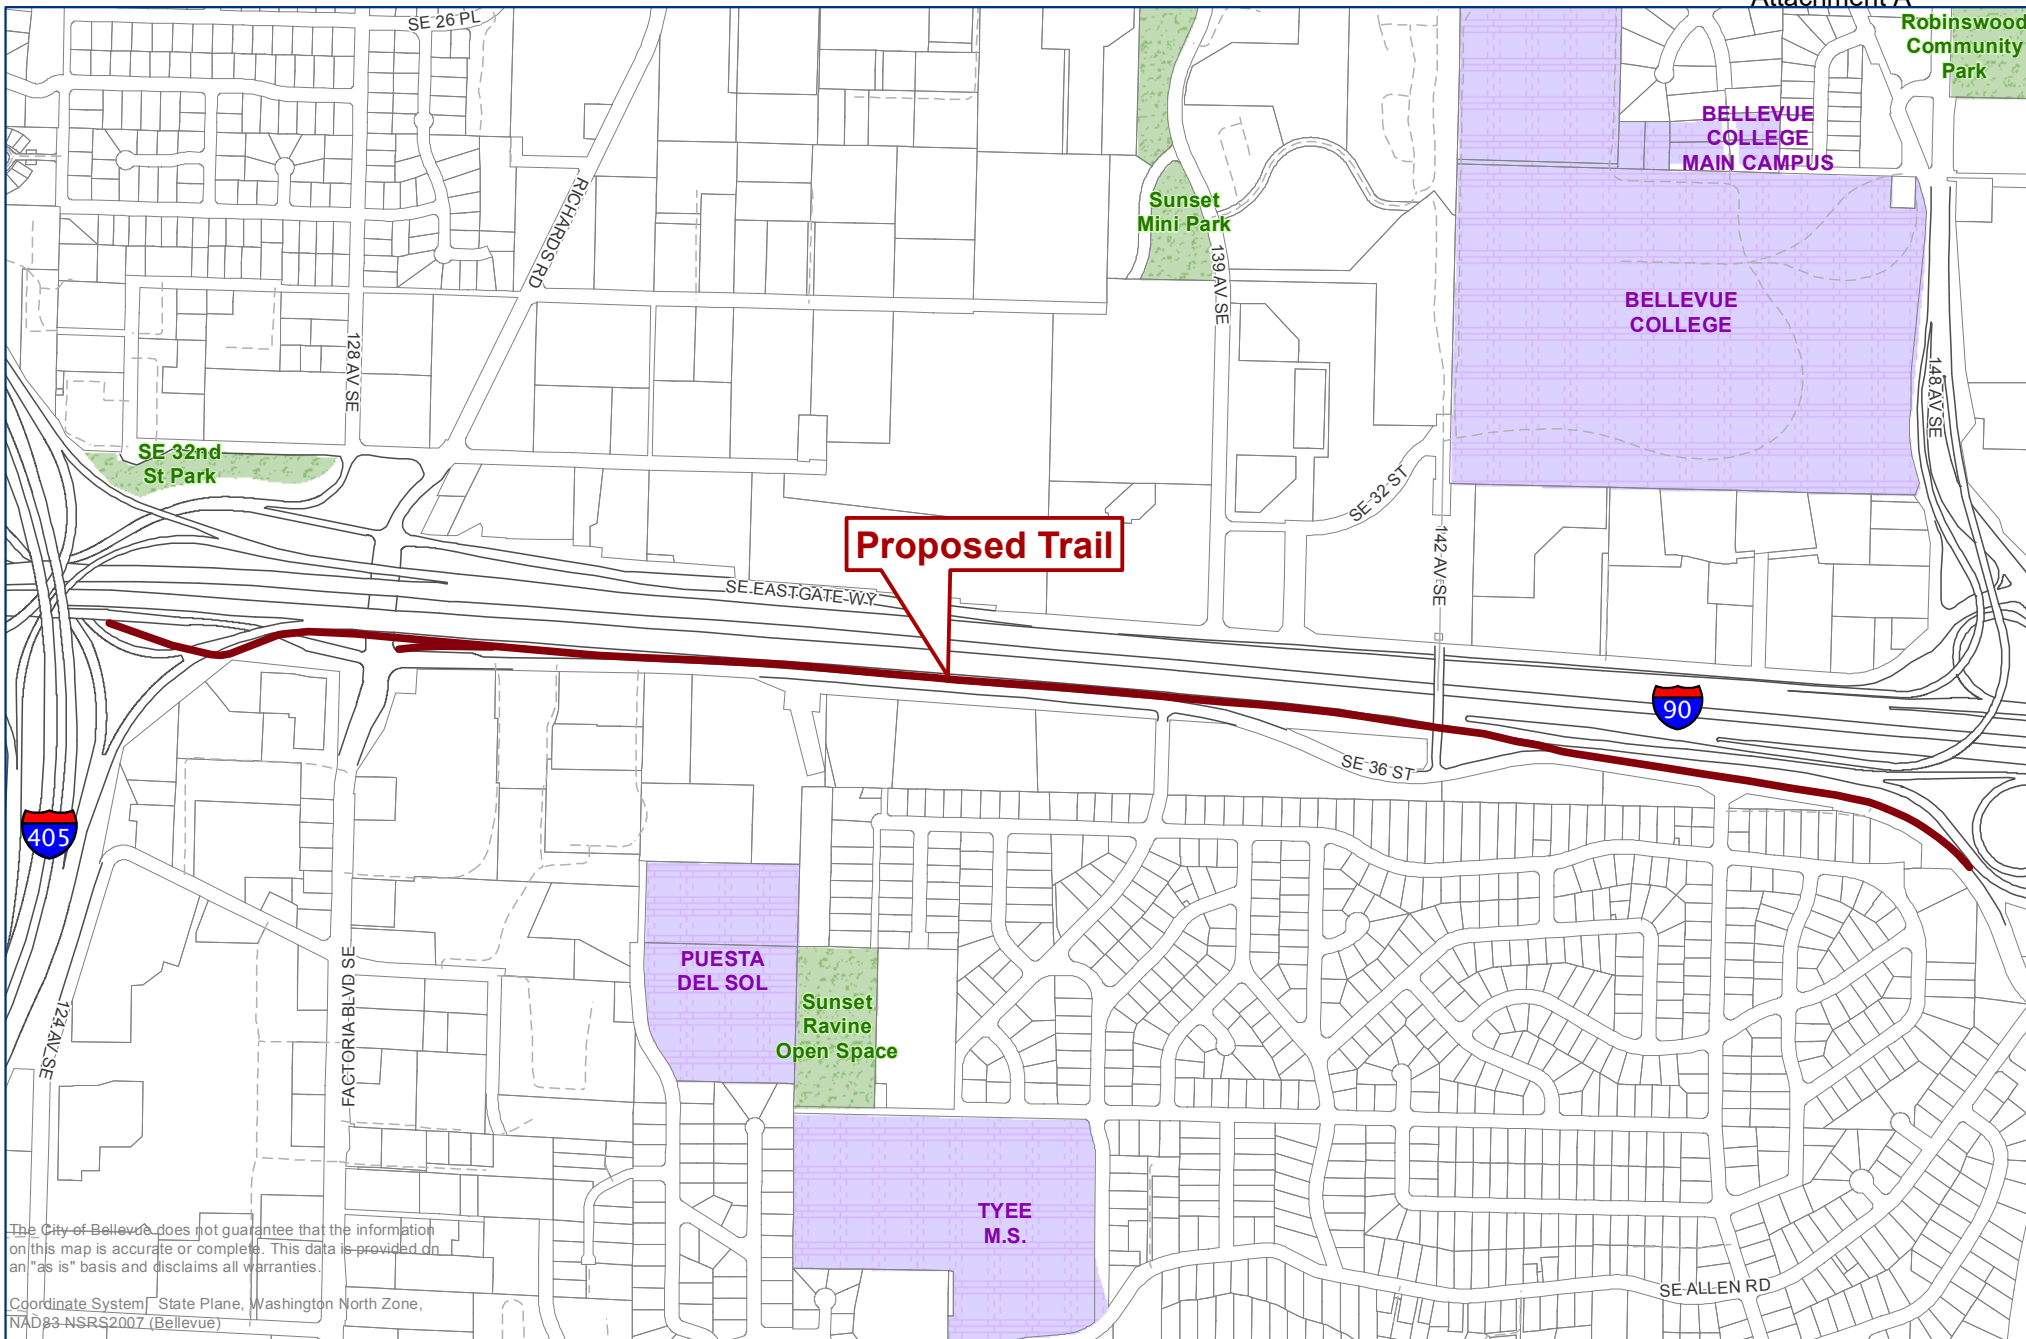 Attachment A
SE 26 PL
Robinswood
Community
Park
BELLEVUE
COLLEGE
MAIN CAMPUS
RICHARDS RD
Sunset
Mini Park
139 AV SE
BELLEVUE
COLLEGE
128 AV SE
148 AV SE
SE 32nd
St Park
SE 32 ST
142 AV SE
Proposed Trail
SE EASTGATE WY
90
SE 36 ST
405
PUESTA
DEL SOL
FACTORIA BLVD SE
124 AV SE
Sunset
Ravine
Open Space
TYEE
M.S.
SE ALLEN RD
The City of Bellevue does not guarantee that the information
on this map is accurate or complete. This data is provided on
an "as is" basis and disclaims all warranties.
Coordinate System: State Plane, Washington North Zone,
NAD83 NSRS2007 (Bellevue)